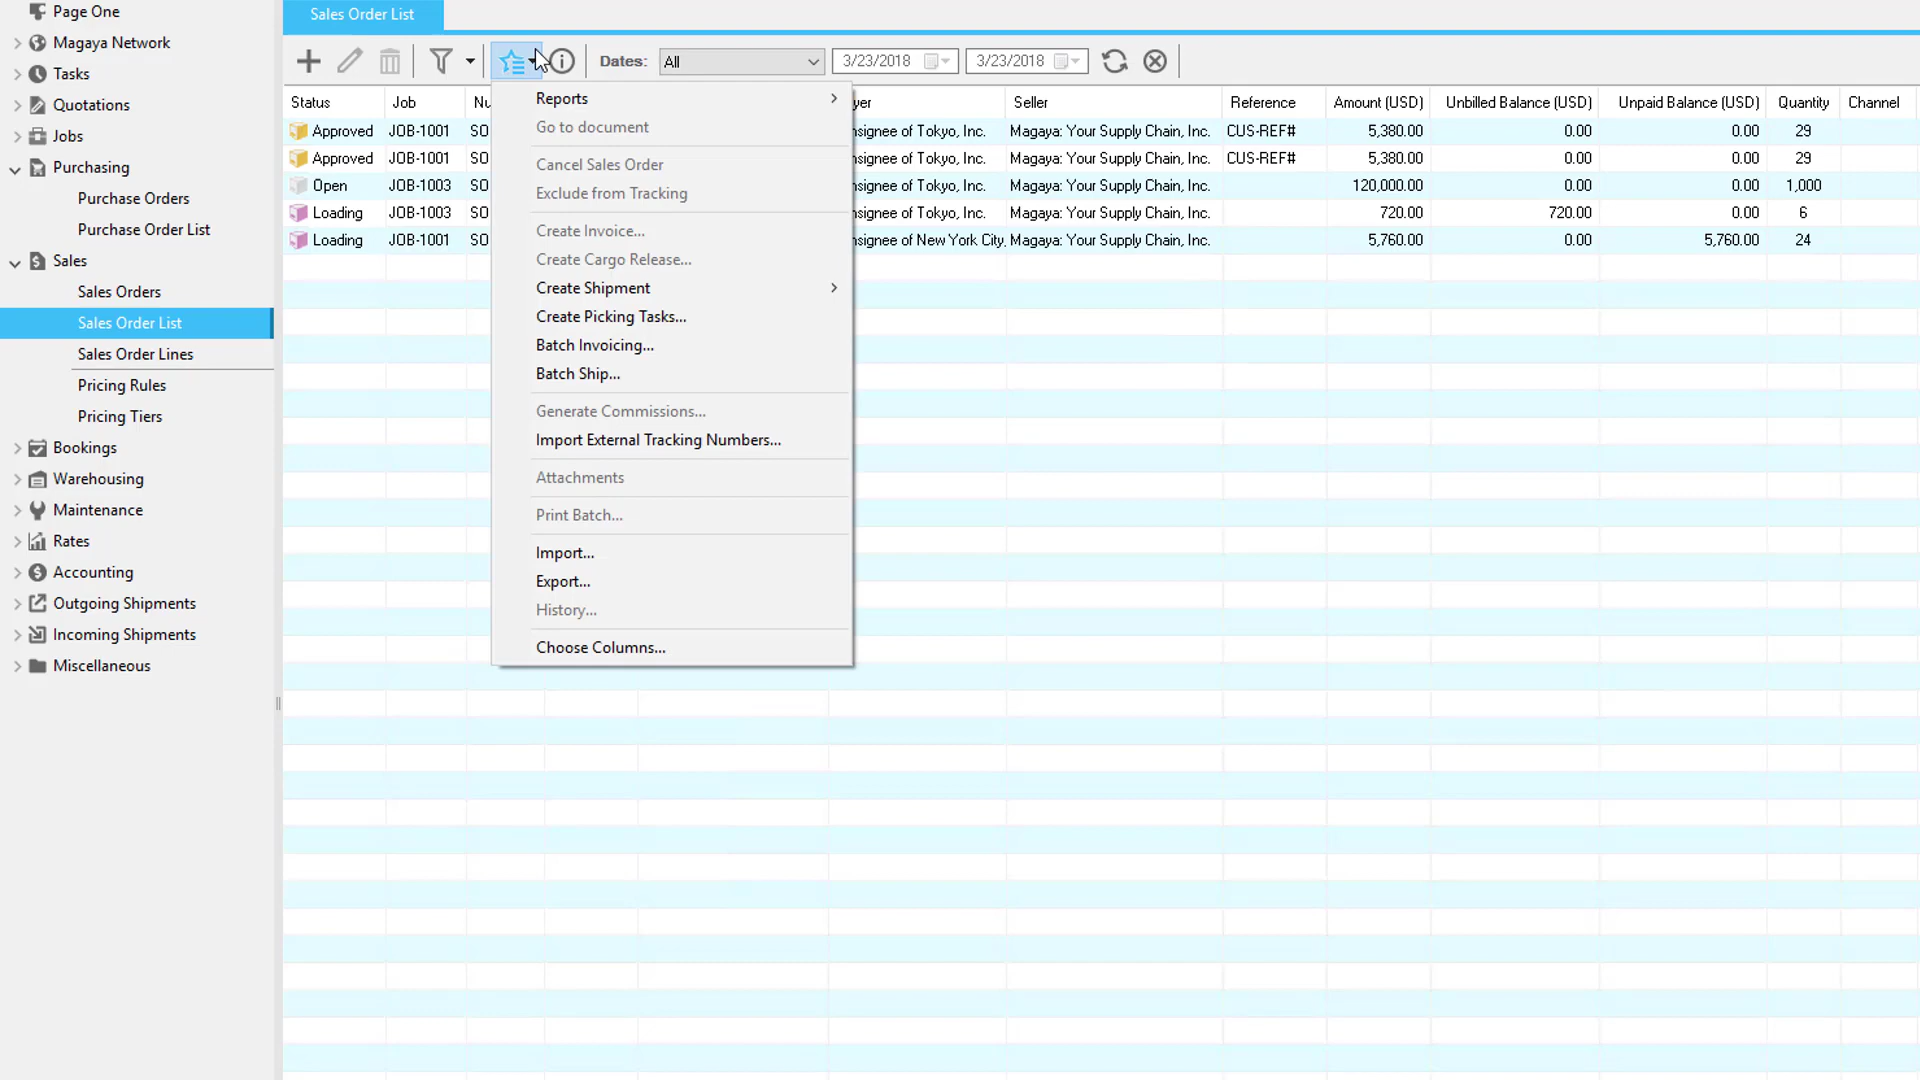 Page One
Magaya Network
Tasks
Quotations
Jobs
Purchasing
Purchase Orders
Purchase Order List
Sales
Sales Orders
Sales Order List
Sales Order Lines
Pricing Rules
Pricing Tiers
Bookings
Warehousing
Maintenance
Rates
Accounting
Outgoing Shipments
Incoming Shipments
Miscellaneous
Sales Order List
Dates: All 3/23/2018 3/23/2018
Status Job Nu yer Seller Reference Amount (USD) Unbilled Balance (USD) Unpaid Balance (USD) Quantity Channel
Approved JOB-1001 SO nsignee of Tokyo, Inc. Magaya: Your Supply Chain, Inc. CUS-REF# 5,380.00 0.00 0.00 29
Approved JOB-1001 SO nsignee of Tokyo, Inc. Magaya: Your Supply Chain, Inc. CUS-REF# 5,380.00 0.00 0.00 29
Open JOB-1003 SO nsignee of Tokyo, Inc. Magaya: Your Supply Chain, Inc. 120,000.00 0.00 0.00 1,000
Loading JOB-1003 SO nsignee of Tokyo, Inc. Magaya: Your Supply Chain, Inc. 720.00 720.00 0.00 6
Loading JOB-1001 SO nsignee of New York City, Magaya: Your Supply Chain, Inc. 5,760.00 0.00 5,760.00 24
Reports
Go to document
Cancel Sales Order
Exclude from Tracking
Create Invoice...
Create Cargo Release...
Create Shipment
Create Picking Tasks...
Batch Invoicing...
Batch Ship...
Generate Commissions...
Import External Tracking Numbers...
Attachments
Print Batch...
Import...
Export...
History...
Choose Columns...